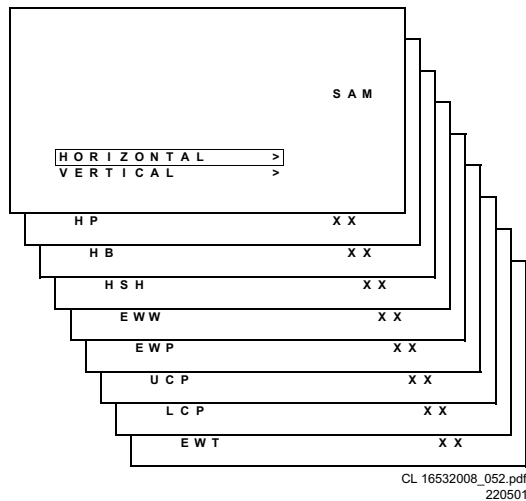 SAM
HORIZONTAL >
VERTICAL >
HP XX
HB XX
HSH XX
EWW XX
EWP XX
UCP XX
LCP XX
EWT XX
CL 16532008_052.pdf
220501